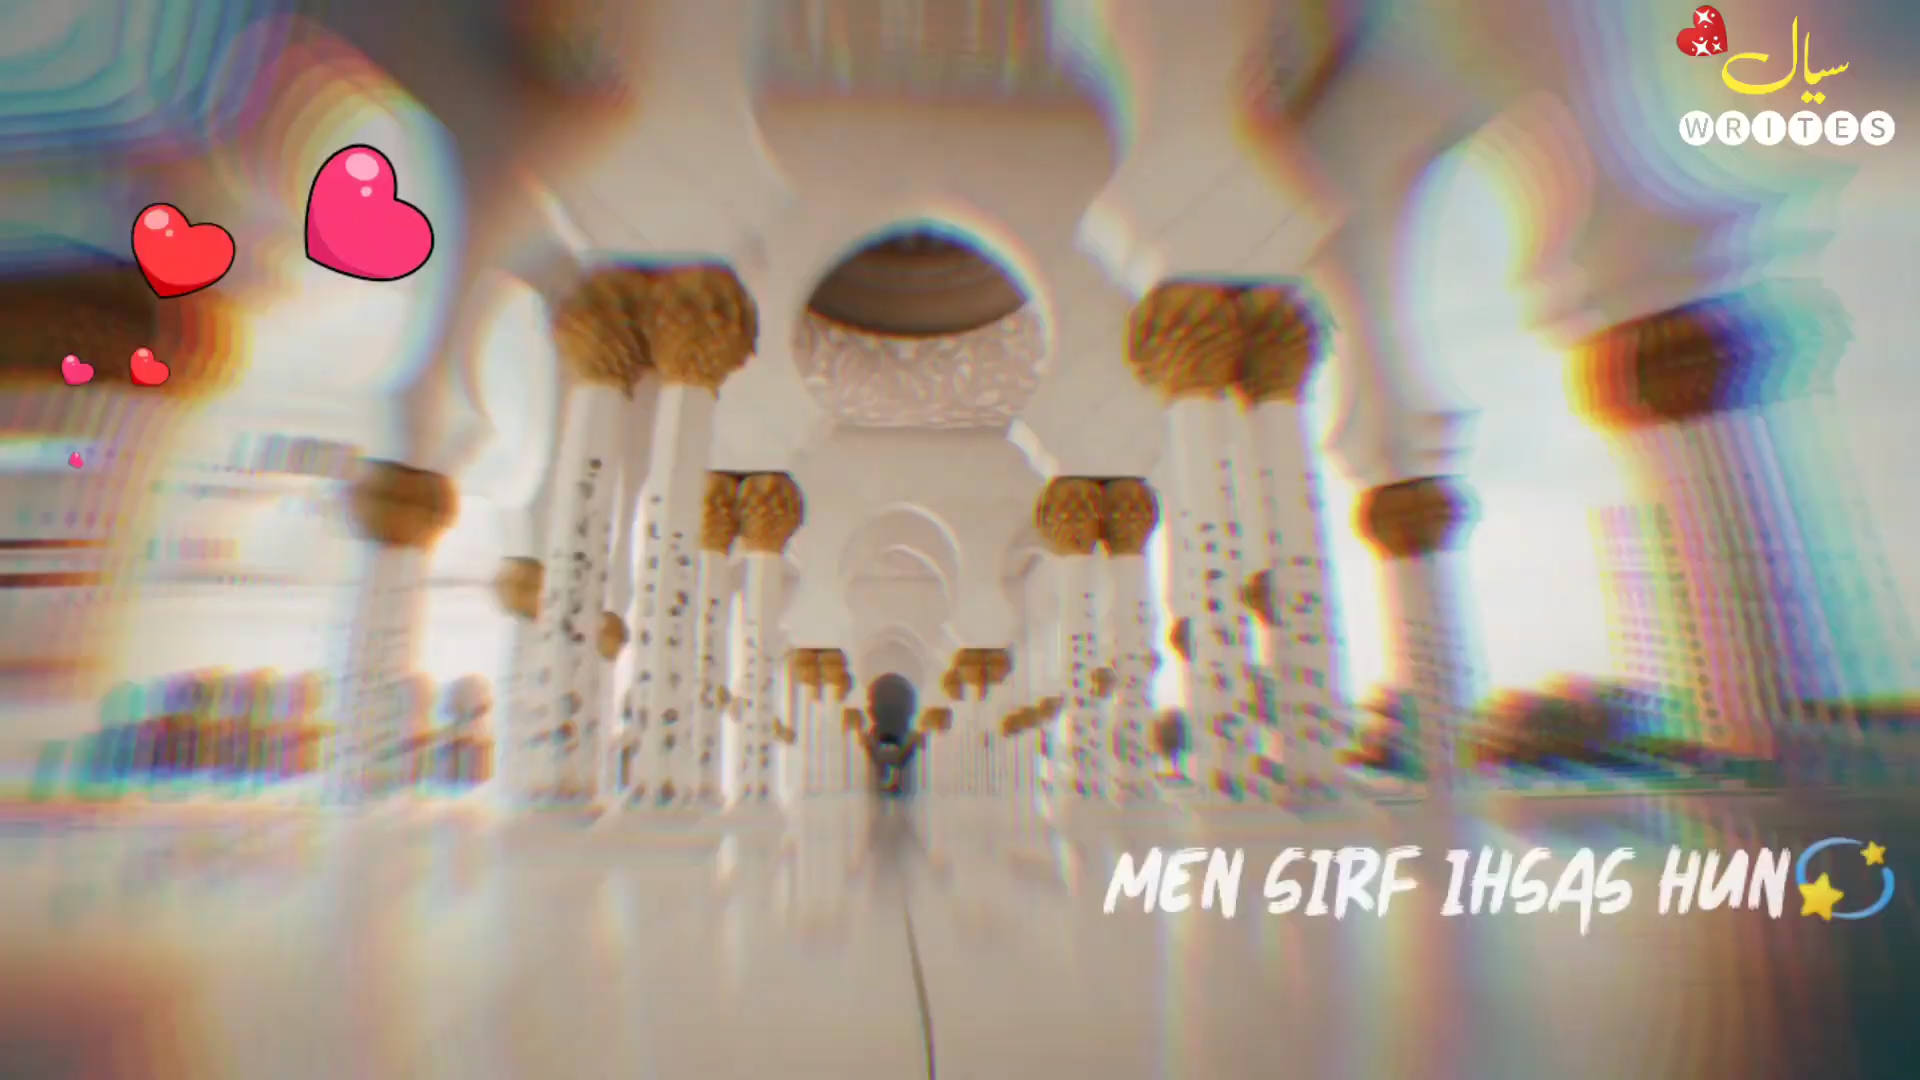 سیال
WRITES
MEN SIRF IHSAS HUN